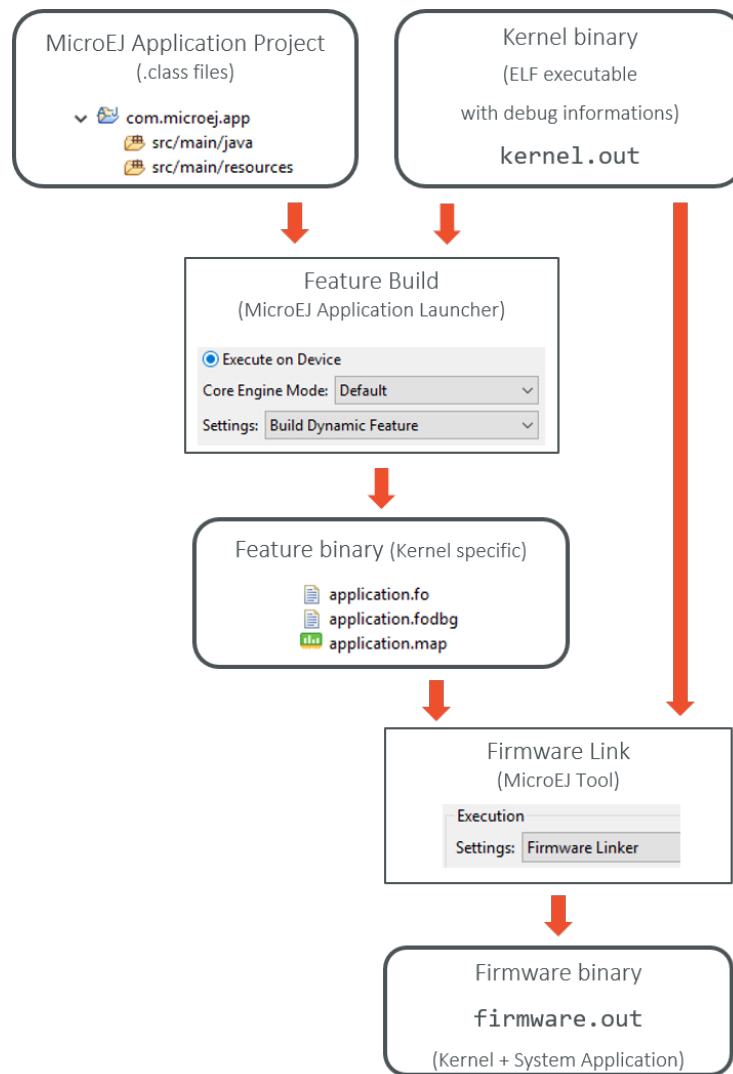 MicroEJ Application Project
(.class files)
com.microej.app
src/main/java
src/main/resources
Kernel binary
(ELF executable
with debug informations)
kernel.out
Feature Build
(MicroEJ Application Launcher)
Execute on Device
Core Engine Mode: Default
Settings: Build Dynamic Feature
Feature binary (Kernel specific)
application.fo
application.fodbg
application.map
Firmware Link
(MicroEJ Tool)
Execution
Settings: Firmware Linker
Firmware binary
firmware.out
(Kernel + System Application)